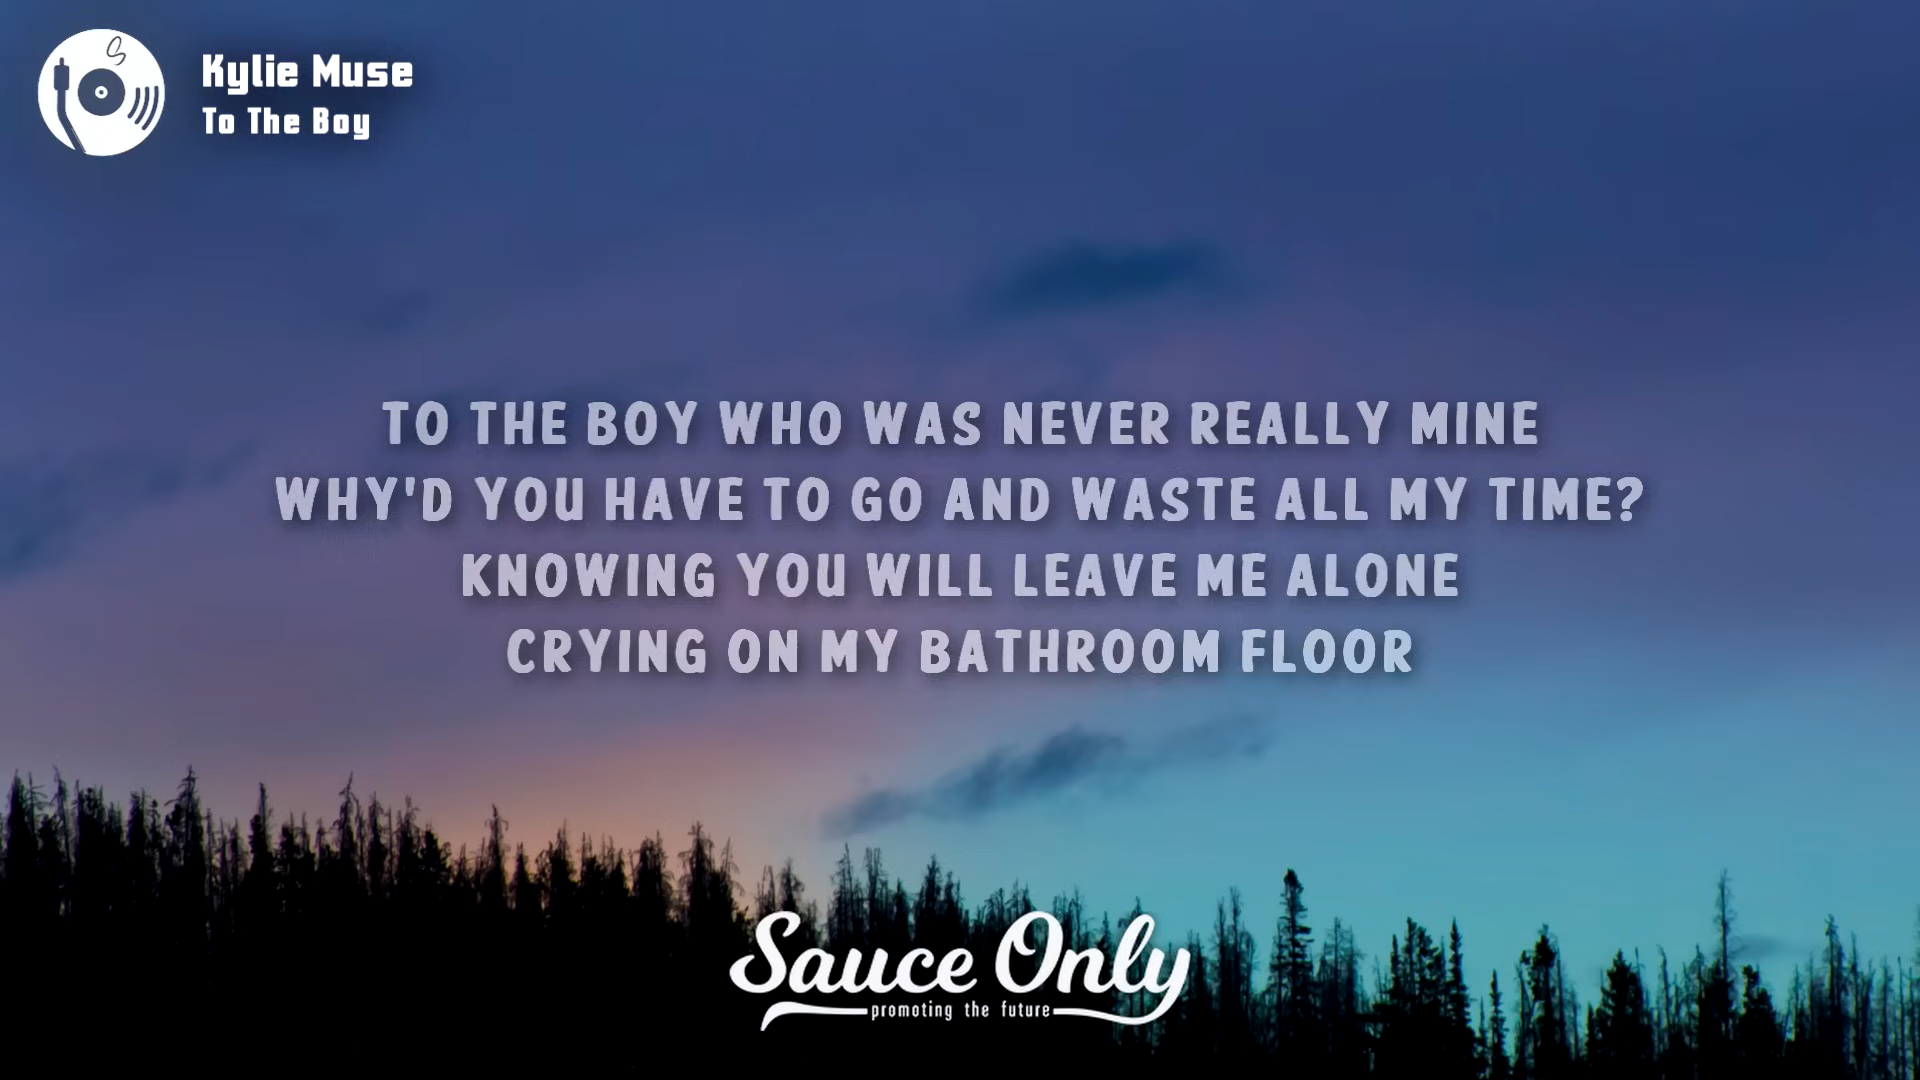 Kylie Muse
To The Boy
TO THE BOY WHO WAS NEVER REALLY MINE
WHY'D YOU HAVE TO GO AND WASTE ALL MY TIME?
KNOWING YOU WILL LEAVE ME ALONE
CRYING ON MY BATHROOM FLOOR
Sauce Only
promoting the future